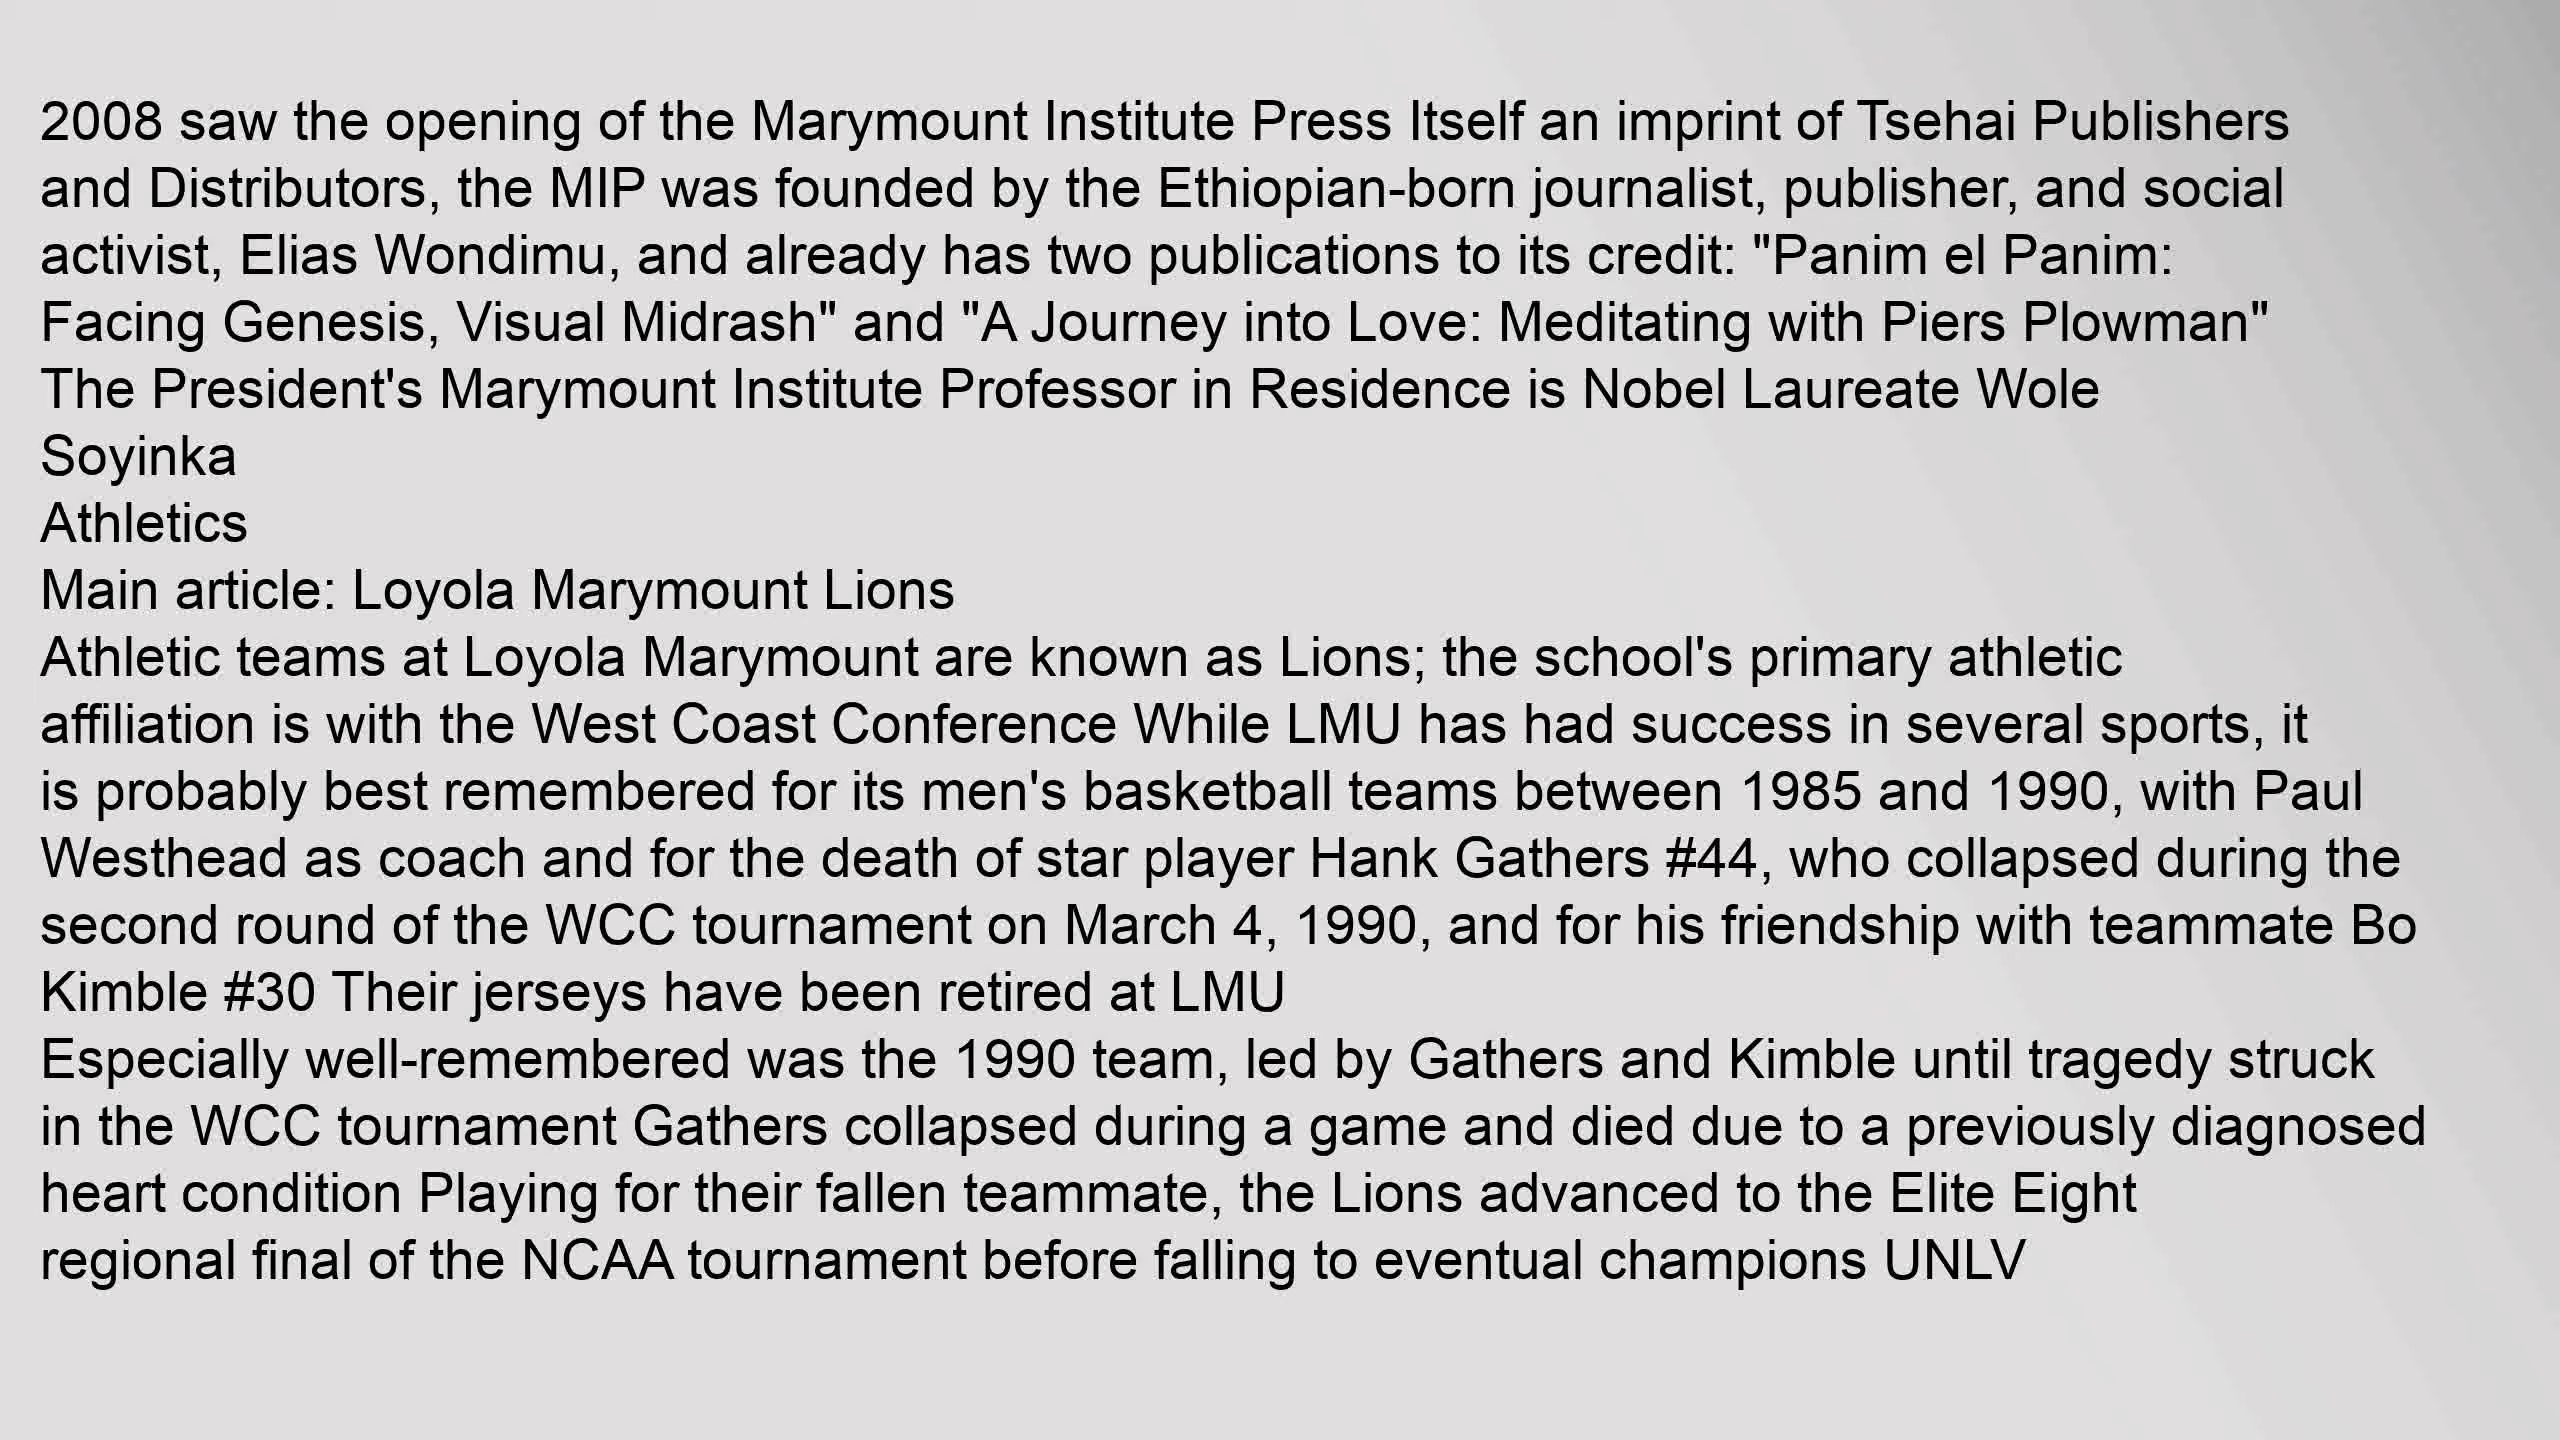 2008 saw the opening of the Marymount Institute Press Itself an imprint of Tsehai Publishers
and Distributors, the MIP was founded by the Ethiopian-born journalist, publisher, and social
activist, Elias Wondimu, and already has two publications to its credit: "Panim el Panim:
Facing Genesis, Visual Midrash" and "A Journey into Love: Meditating with Piers Plowman"
The President's Marymount Institute Professor in Residence is Nobel Laureate Wole
Soyinka
Athletics
Main article: Loyola Marymount Lions
Athletic teams at Loyola Marymount are known as Lions; the school's primary athletic
affiliation is with the West Coast Conference While LMU has had success in several sports, it
is probably best remembered for its men's basketball teams between 1985 and 1990, with Paul
Westhead as coach and for the death of star player Hank Gathers #44, who collapsed during the
second round of the WCC tournament on March 4, 1990, and for his friendship with teammate Bo
Kimble #30 Their jerseys have been retired at LMU
Especially well-remembered was the 1990 team, led by Gathers and Kimble until tragedy struck
in the WCC tournament Gathers collapsed during a game and died due to a previously diagnosed
heart condition Playing for their fallen teammate, the Lions advanced to the Elite Eight
regional final of the NCAA tournament before falling to eventual champions UNLV